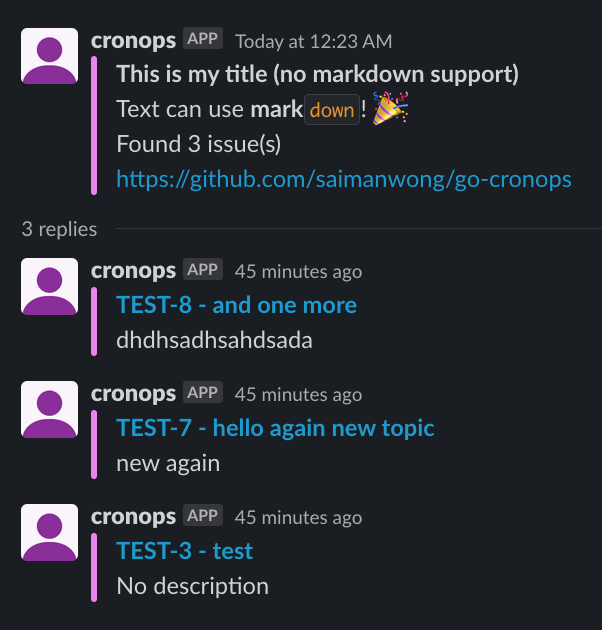 cronops APP Today at 12:23 AM
This is my title (no markdown support)
Text can use markdown! 🎉
Found 3 issue(s)
https://github.com/saimanwong/go-cronops
3 replies
cronops APP 45 minutes ago
TEST-8 - and one more
dhdhsadhsahdsada
cronops APP 45 minutes ago
TEST-7 - hello again new topic
new again
cronops APP 45 minutes ago
TEST-3 - test
No description